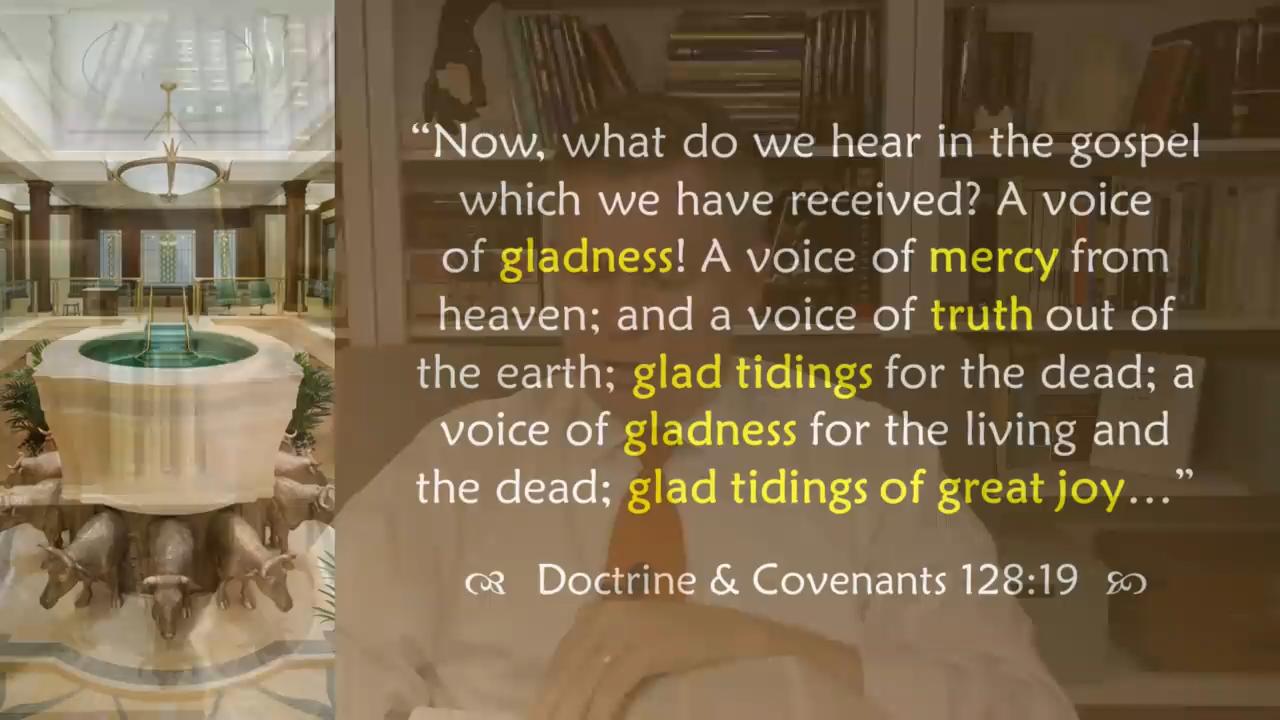 “Now, what do we hear in the gospel
which we have received? A voice
of gladness! A voice of mercy from
heaven; and a voice of truth out of
the earth; glad tidings for the dead; a
voice of gladness for the living and
the dead; glad tidings of great joy…”
Doctrine & Covenants 128:19